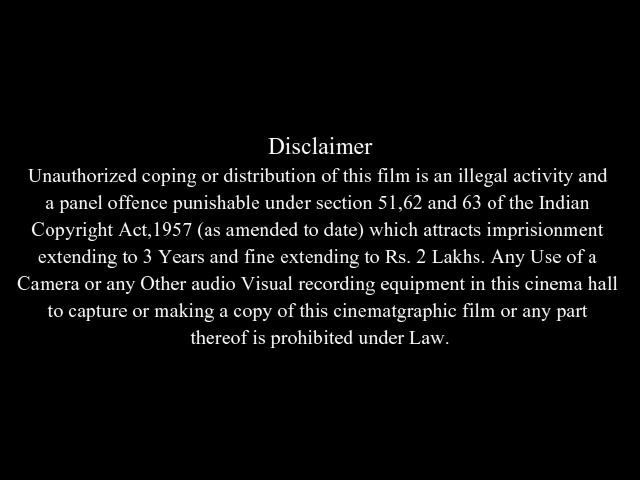 Disclaimer
Unauthorized coping or distribution of this film is an illegal activity and
a panel offence punishable under section 51,62 and 63 of the Indian
Copyright Act,1957 (as amended to date) which attracts imprisionment
extending to 3 Years and fine extending to Rs. 2 Lakhs. Any Use of a
Camera or any Other audio Visual recording equipment in this cinema hall
to capture or making a copy of this cinematgraphic film or any part
thereof is prohibited under Law.